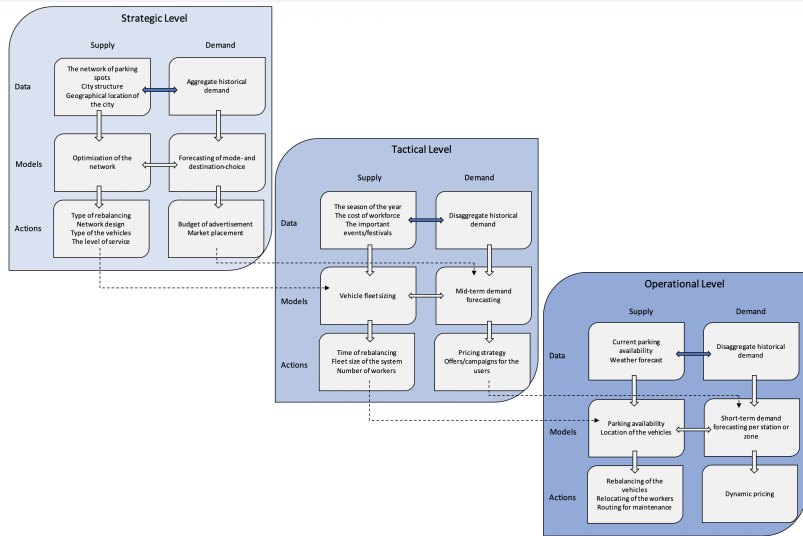 Strategic Level
Supply
Demand
Data
The network of parking
spots
City structure
Geographical location of
the city
Aggregate historical
demand
Models
Optimization of the
network
Forecasting of mode- and
destination-choice
Actions
Type of rebalancing
Network design
Type of the vehicles
The level of service
Budget of advertisement
Market placement
Tactical Level
Supply
Demand
Data
The season of the year
The cost of workforce
The important
events/festivals
Disaggregate historical
demand
Models
Vehicle fleet sizing
Mid-term demand
forecasting
Actions
Time of rebalancing
Fleet size of the system
Number of workers
Pricing strategy
Offers/campaigns for the
users
Operational Level
Supply
Demand
Data
Current parking
availability
Weather forecast
Disaggregate historical
demand
Models
Parking availability
Location of the vehicles
Short-term demand
forecasting per station or
zone
Actions
Rebalancing of the
vehicles
Relocating of the workers
Routing for maintenance
Dynamic pricing